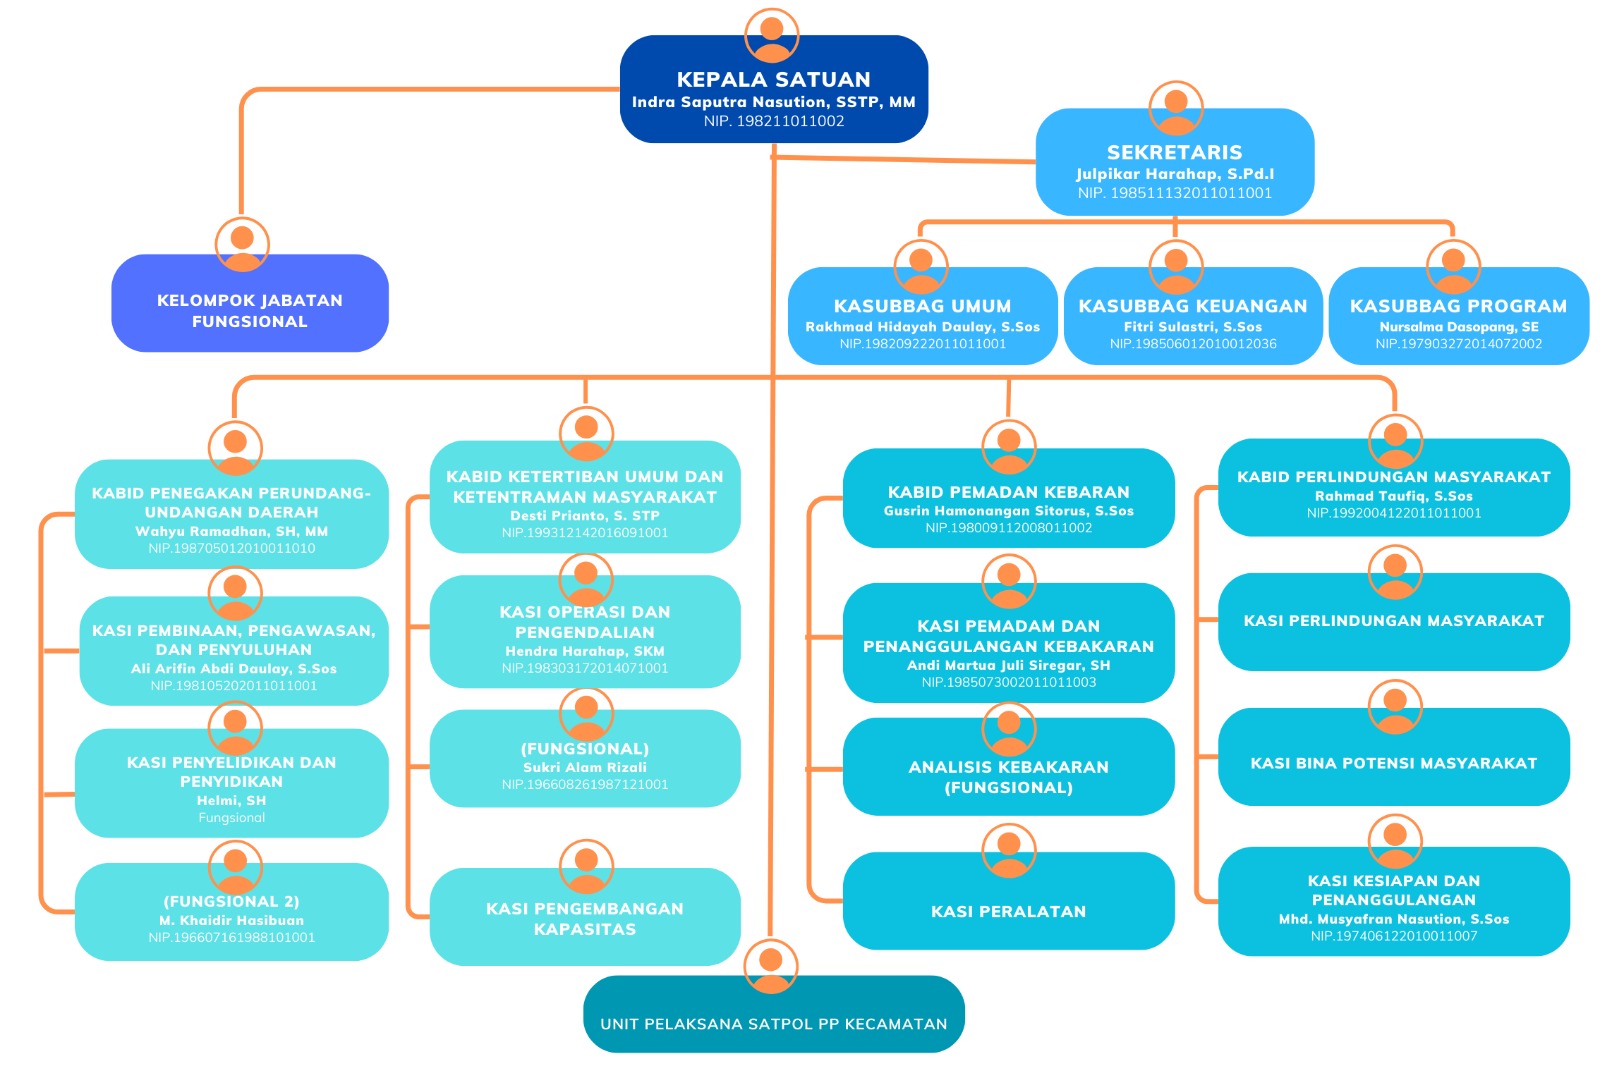 KEPALA SATUAN
Indra Saputra Nasution, SSTP, MM
NIP. 198211011002
SEKRETARIS
Julpikar Harahap, S.Pd.I
NIP. 198511132011011001
KELOMPOK JABATAN
FUNGSIONAL
KASUBBAG UMUM
Rakhmad Hidayah Daulay, S.Sos
NIP.198209222011011001
KASUBBAG KEUANGAN
Fitri Sulastri, S.Sos
NIP.198506012010012036
KASUBBAG PROGRAM
Nursalma Dasopang, SE
NIP.197903272014072002
KABID PENEGAKAN PERUNDANG-
UNDANGAN DAERAH
Wahyu Ramadhan, SH, MM
NIP.198705012010011010
KASI PEMBINAAN, PENGAWASAN,
DAN PENYULUHAN
Ali Arifin Abdi Daulay, S.Sos
NIP.198105202011011001
KASI PENYELIDIKAN DAN
PENYIDIKAN
Helmi, SH
Fungsional
(FUNGSIONAL 2)
M. Khaidir Hasibuan
NIP.196607161988101001
KABID KETERTIBAN UMUM DAN
KETENTRAMAN MASYARAKAT
Desti Prianto, S. STP
NIP.199312142016091001
KASI OPERASI DAN
PENGENDALIAN
Hendra Harahap, SKM
NIP.198303172014071001
(FUNGSIONAL)
Sukri Alam Rizali
NIP.196608261987121001
KASI PENGEMBANGAN
KAPASITAS
KABID PEMADAN KEBARAN
Gusrin Hamonangan Sitorus, S.Sos
NIP.198009112008011002
KASI PEMADAM DAN
PENANGGULANGAN KEBAKARAN
Andi Martua Juli Siregar, SH
NIP.1985073002011011003
ANALISIS KEBAKARAN
(FUNGSIONAL)
KASI PERALATAN
KABID PERLINDUNGAN MASYARAKAT
Rahmad Taufiq, S.Sos
NIP.1992004122011011001
KASI PERLINDUNGAN MASYARAKAT
KASI BINA POTENSI MASYARAKAT
KASI KESIAPAN DAN
PENANGGULANGAN
Mhd. Musyafran Nasution, S.Sos
NIP.197406122010011007
UNIT PELAKSANA SATPOL PP KECAMATAN